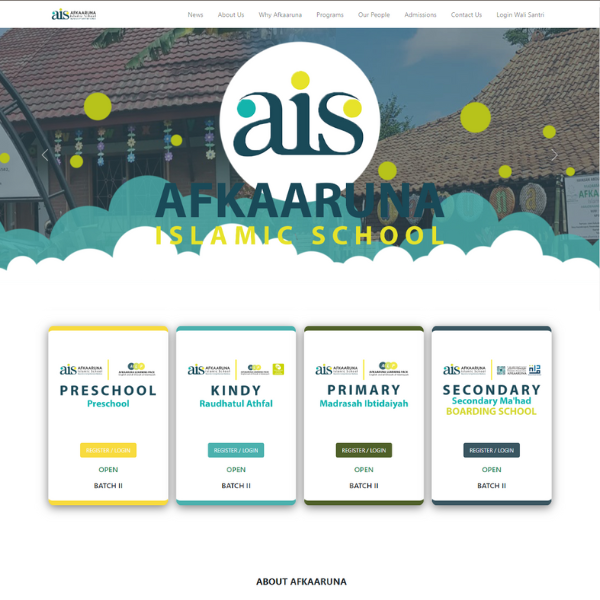 ais AFKAARUNA
News About Us Why Afkaaruna Programs Our People Admissions Contact Us Login Wali Santri
ais
AFKAARUNA
ISLAMIC SCHOOL
ais AFKAARUNA
PRESCHOOL
Preschool
REGISTER / LOGIN
OPEN
BATCH II
ais AFKAARUNA
KINDY
Raudhatul Athfal
REGISTER / LOGIN
OPEN
BATCH II
ais AFKAARUNA
PRIMARY
Madrasah Ibtidaiyah
REGISTER / LOGIN
OPEN
BATCH II
ais AFKAARUNA
SECONDARY
Secondary Ma'had
BOARDING SCHOOL
REGISTER / LOGIN
OPEN
BATCH II
ABOUT AFKAARUNA